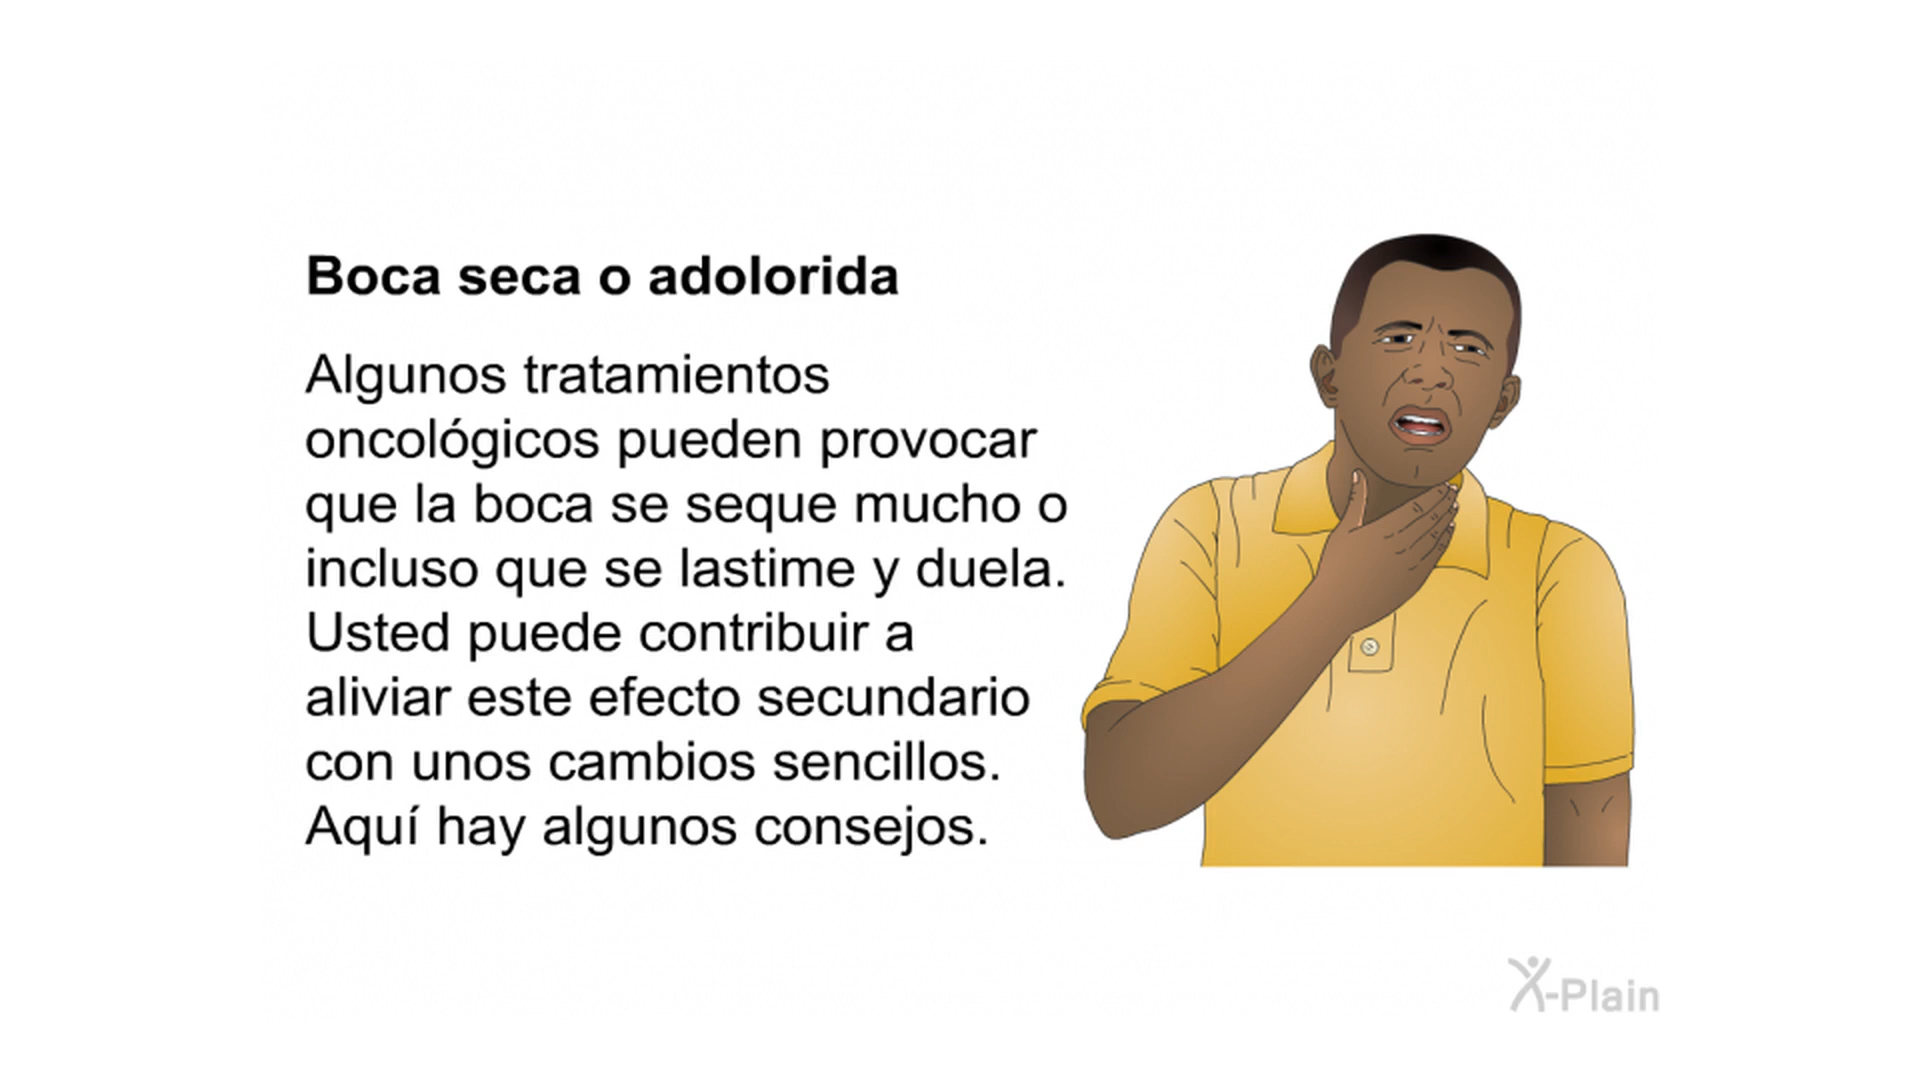 Boca seca o adolorida
Algunos tratamientos
oncológicos pueden provocar
que la boca se seque mucho o
incluso que se lastime y duela.
Usted puede contribuir a
aliviar este efecto secundario
con unos cambios sencillos.
Aquí hay algunos consejos.
X-Plain